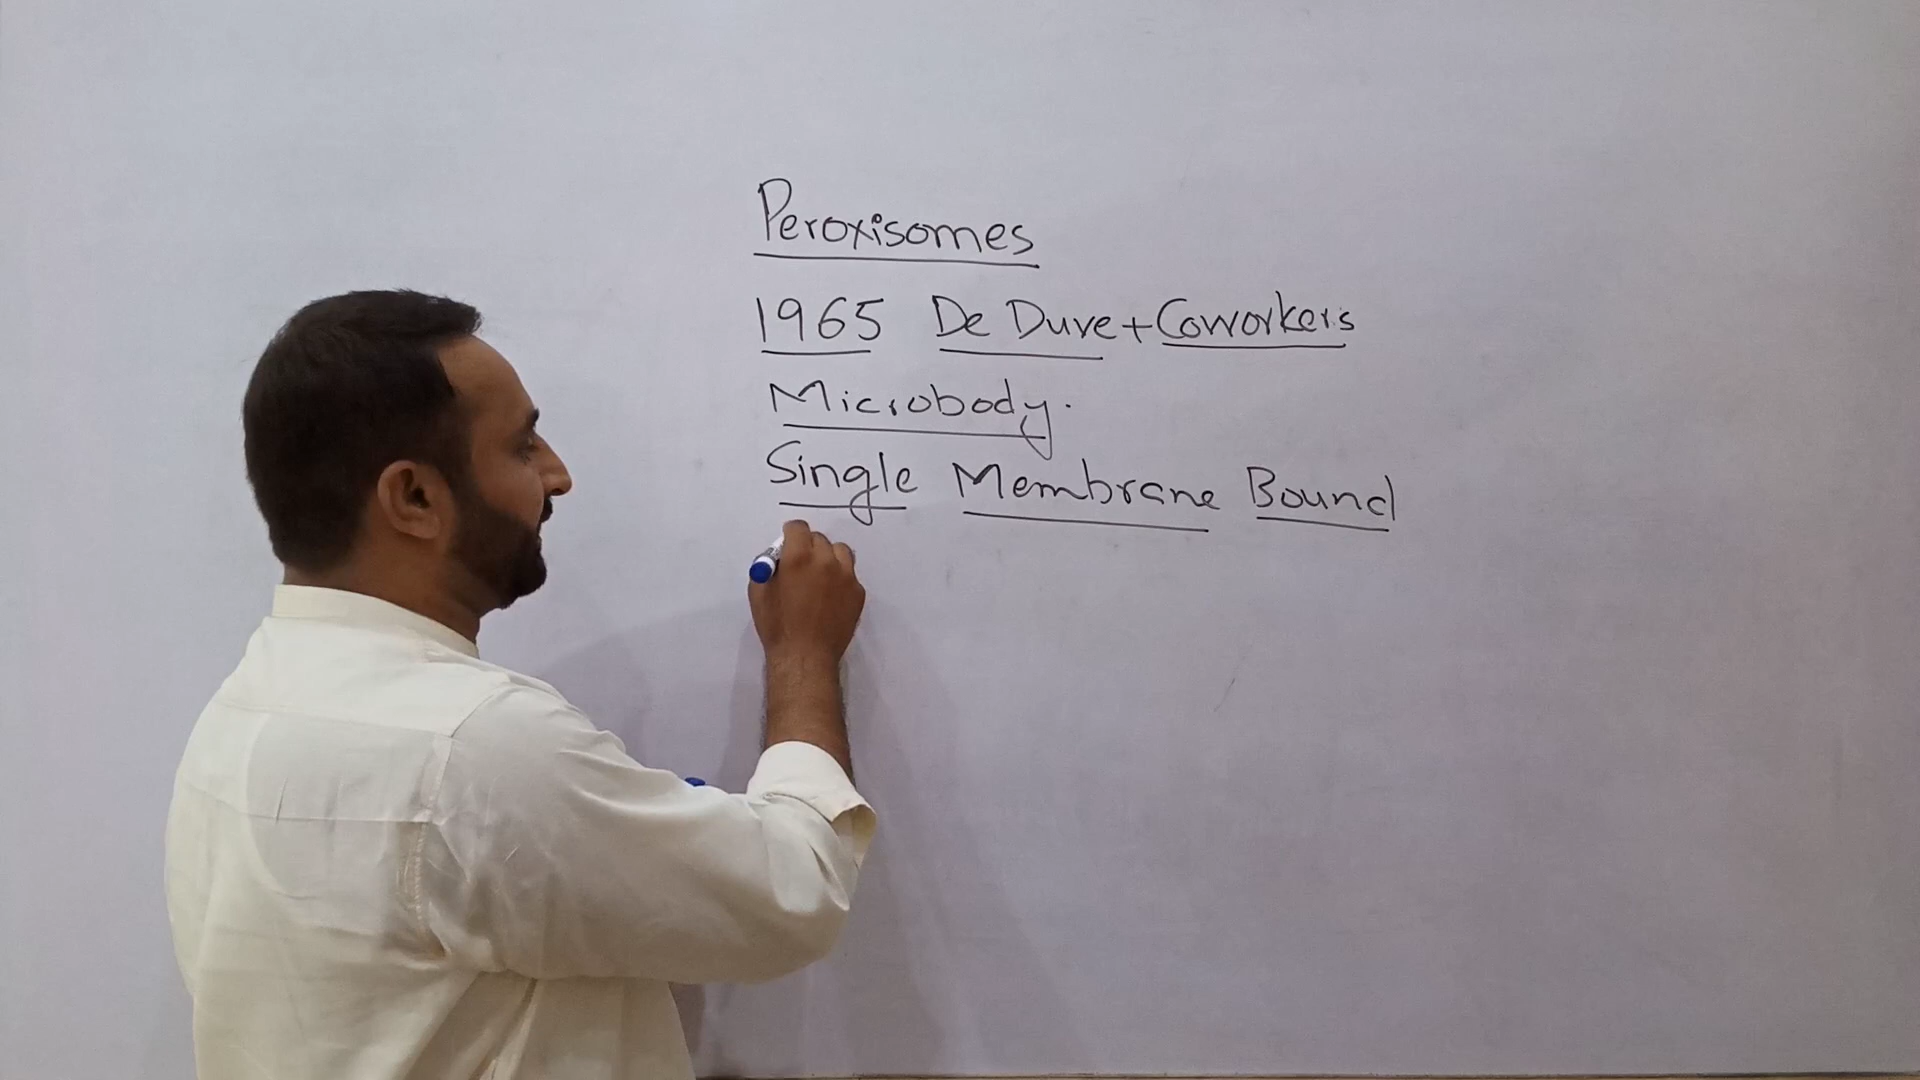 Peroxisomes
1965 De Duve + Coworkers
Microbody.
Single Membrane Bound